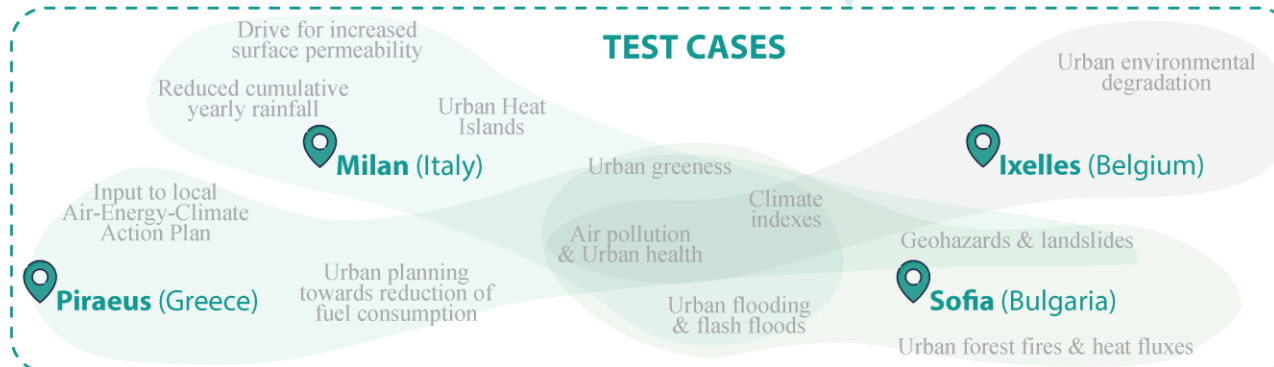 TEST CASES
Drive for increased
surface permeability
Reduced cumulative
yearly rainfall
Urban Heat
Islands
Milan (Italy)
Urban environmental
degradation
Ixelles (Belgium)
Urban greeness
Climate
indexes
Air pollution
& Urban health
Input to local
Air-Energy-Climate
Action Plan
Piraeus (Greece)
Urban planning
towards reduction of
fuel consumption
Urban flooding
& flash floods
Geohazards & landslides
Sofia (Bulgaria)
Urban forest fires & heat fluxes